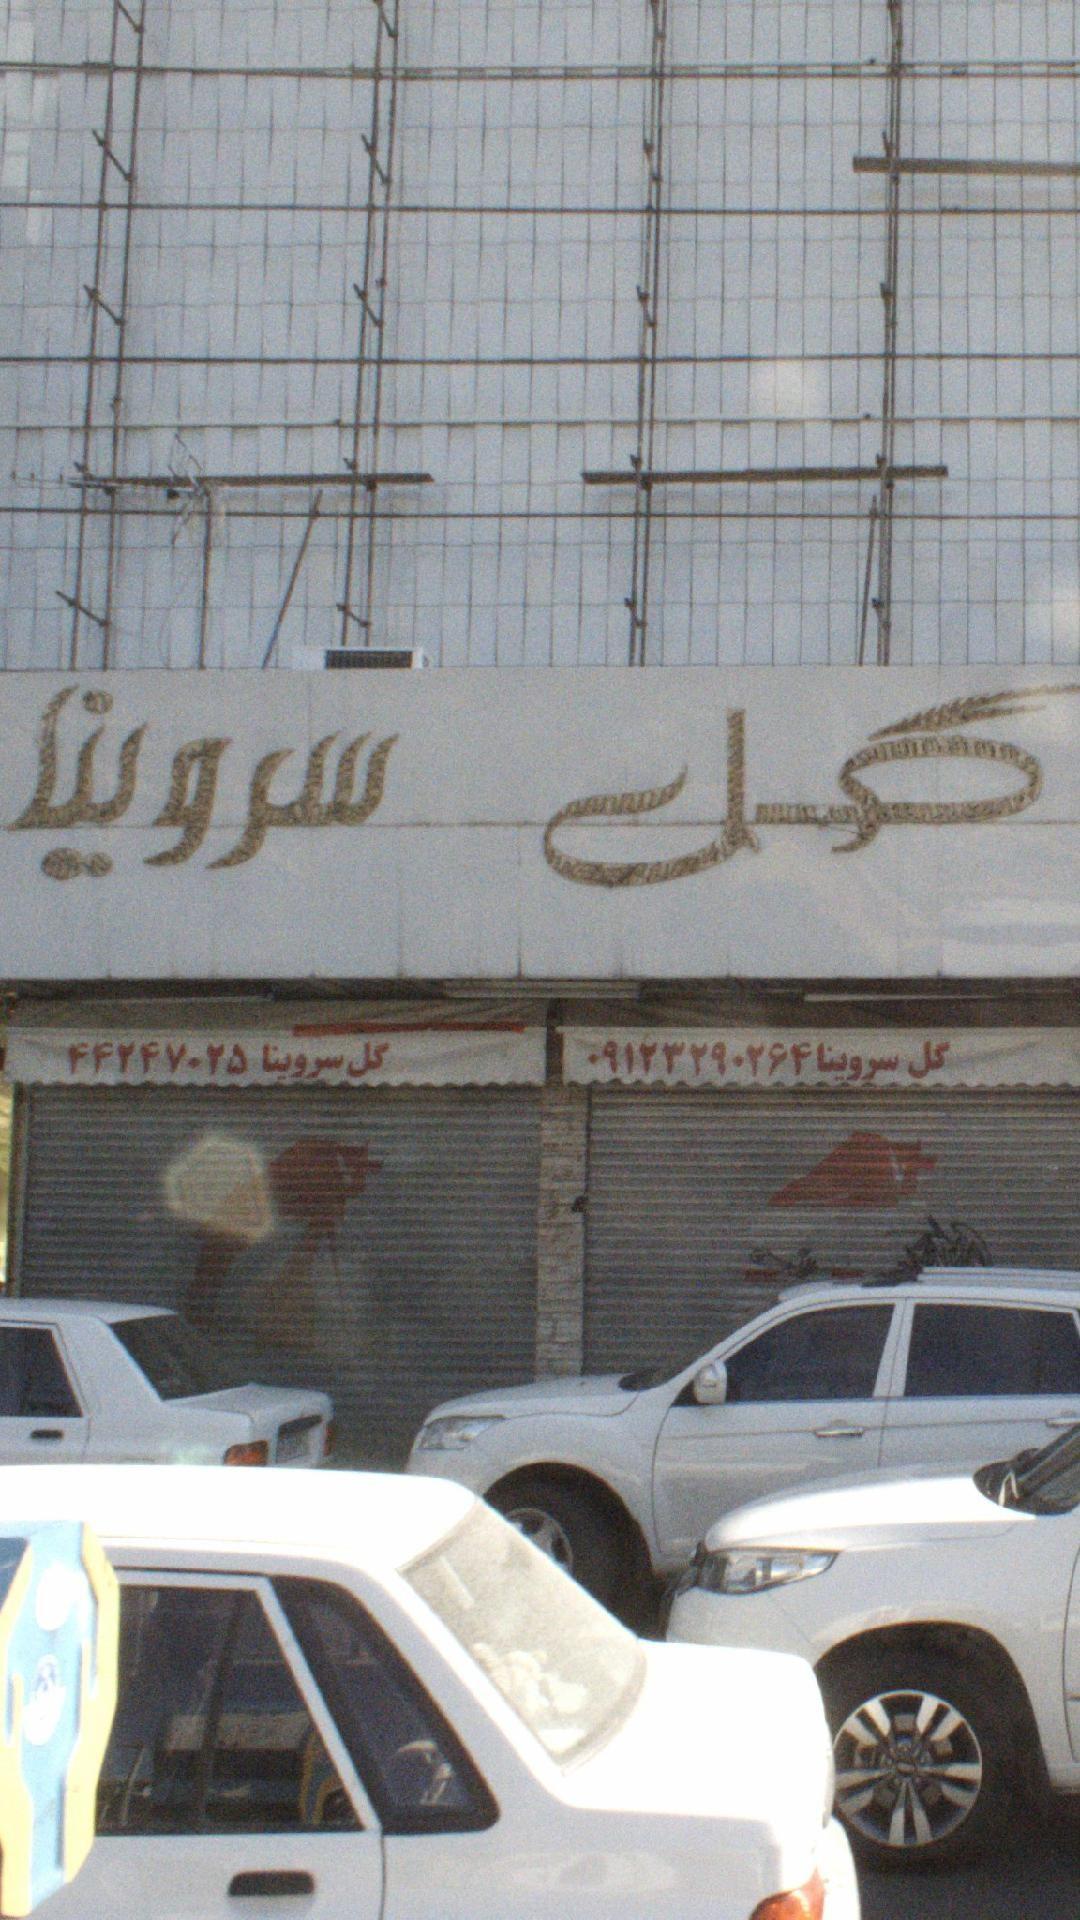 گل سروینا
گل سروینا ۰۹۱۲۳۲۹۰۲۶۴
گل سروینا ۴۴۲۴۷۰۲۵